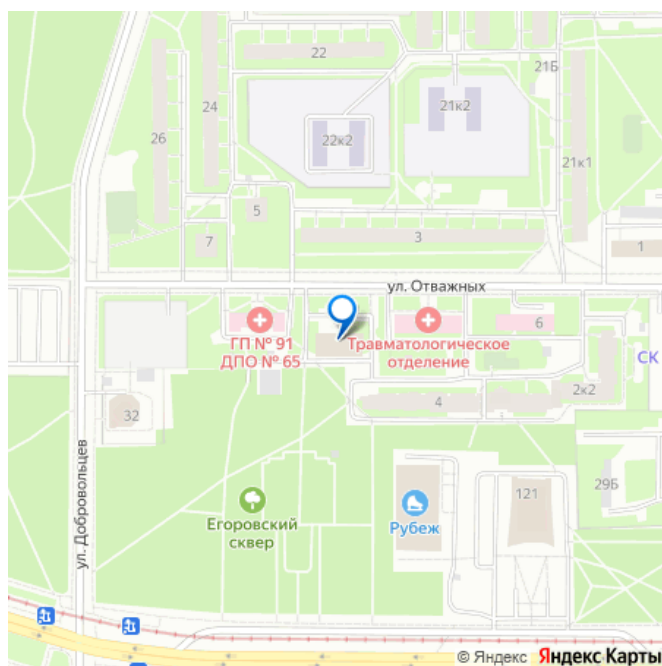 22
21Б
24
21к2
26
22к2
21к1
5
7
3
1
ул. Отважных
ГП № 91
ДПО № 65
Травматологическое
отделение
6
СК
2к2
4
32
ул. Добровольцев
Егоровский
сквер
Рубеж
121
29Б
© Яндекс Яндекс Карты